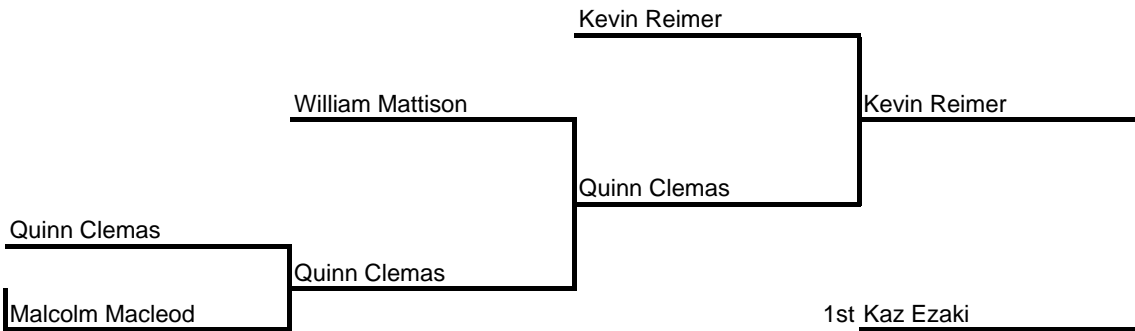 Kevin Reimer
William Mattison
Kevin Reimer
Quinn Clemas
Quinn Clemas
Quinn Clemas
Malcolm Macleod
1st Kaz Ezaki